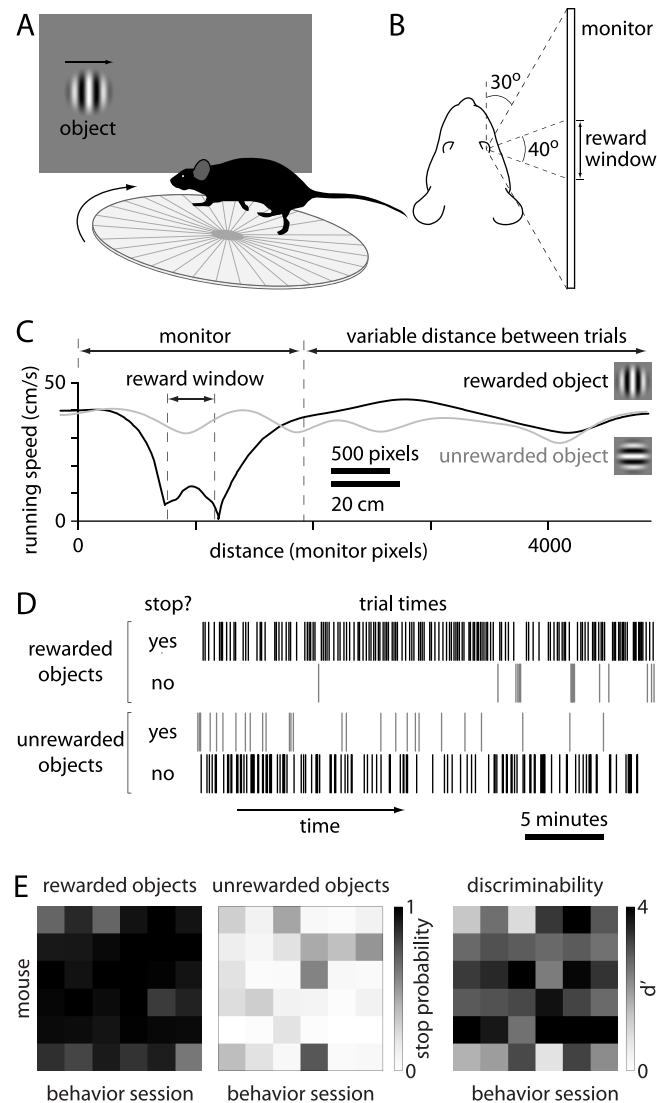 A
object
B
30o
40o
monitor
reward
window
C
monitor
variable distance between trials
reward window
rewarded object
unrewarded object
500 pixels
20 cm
running speed (cm/s)
50
0
0
4000
distance (monitor pixels)
D
stop?
trial times
rewarded
objects
yes
no
unrewarded
objects
yes
no
time
5 minutes
E
rewarded objects
unrewarded objects
discriminability
mouse
1
stop probability
0
4
d'
0
behavior session
behavior session
behavior session